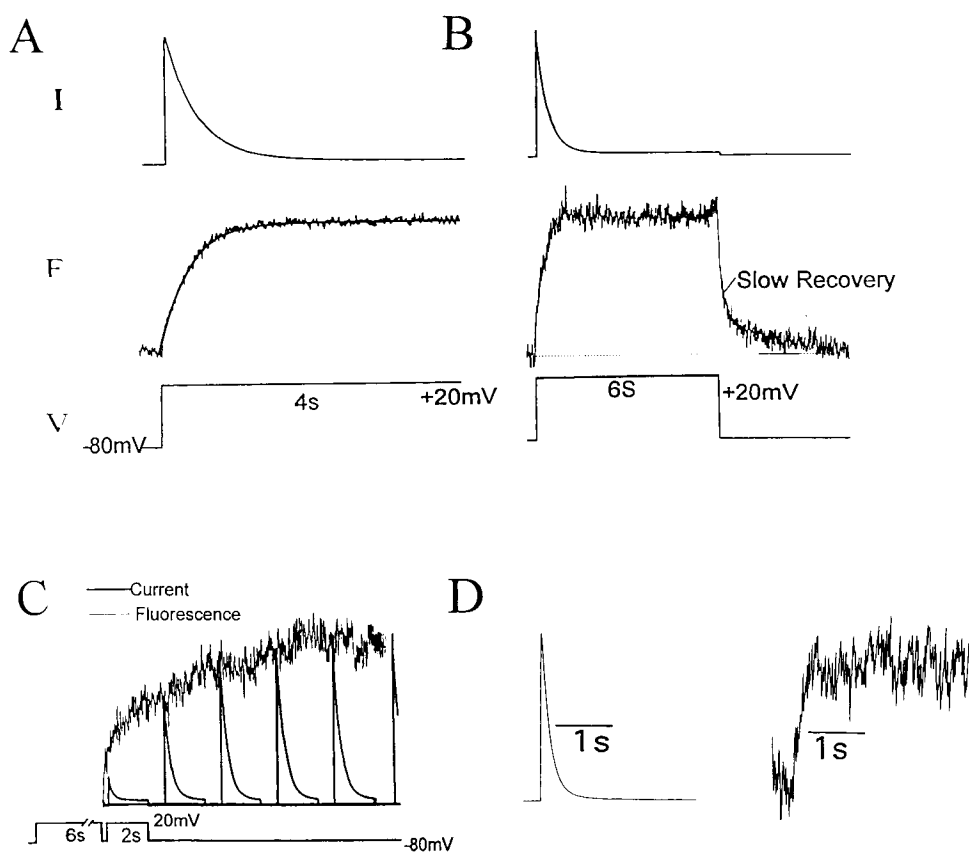 A
B
I
F
Slow Recovery
V
-80mV
4s
+20mV
6S
+20mV
C
Current
Fluorescence
20mV
6s
2s
-80mV
D
1s
1s